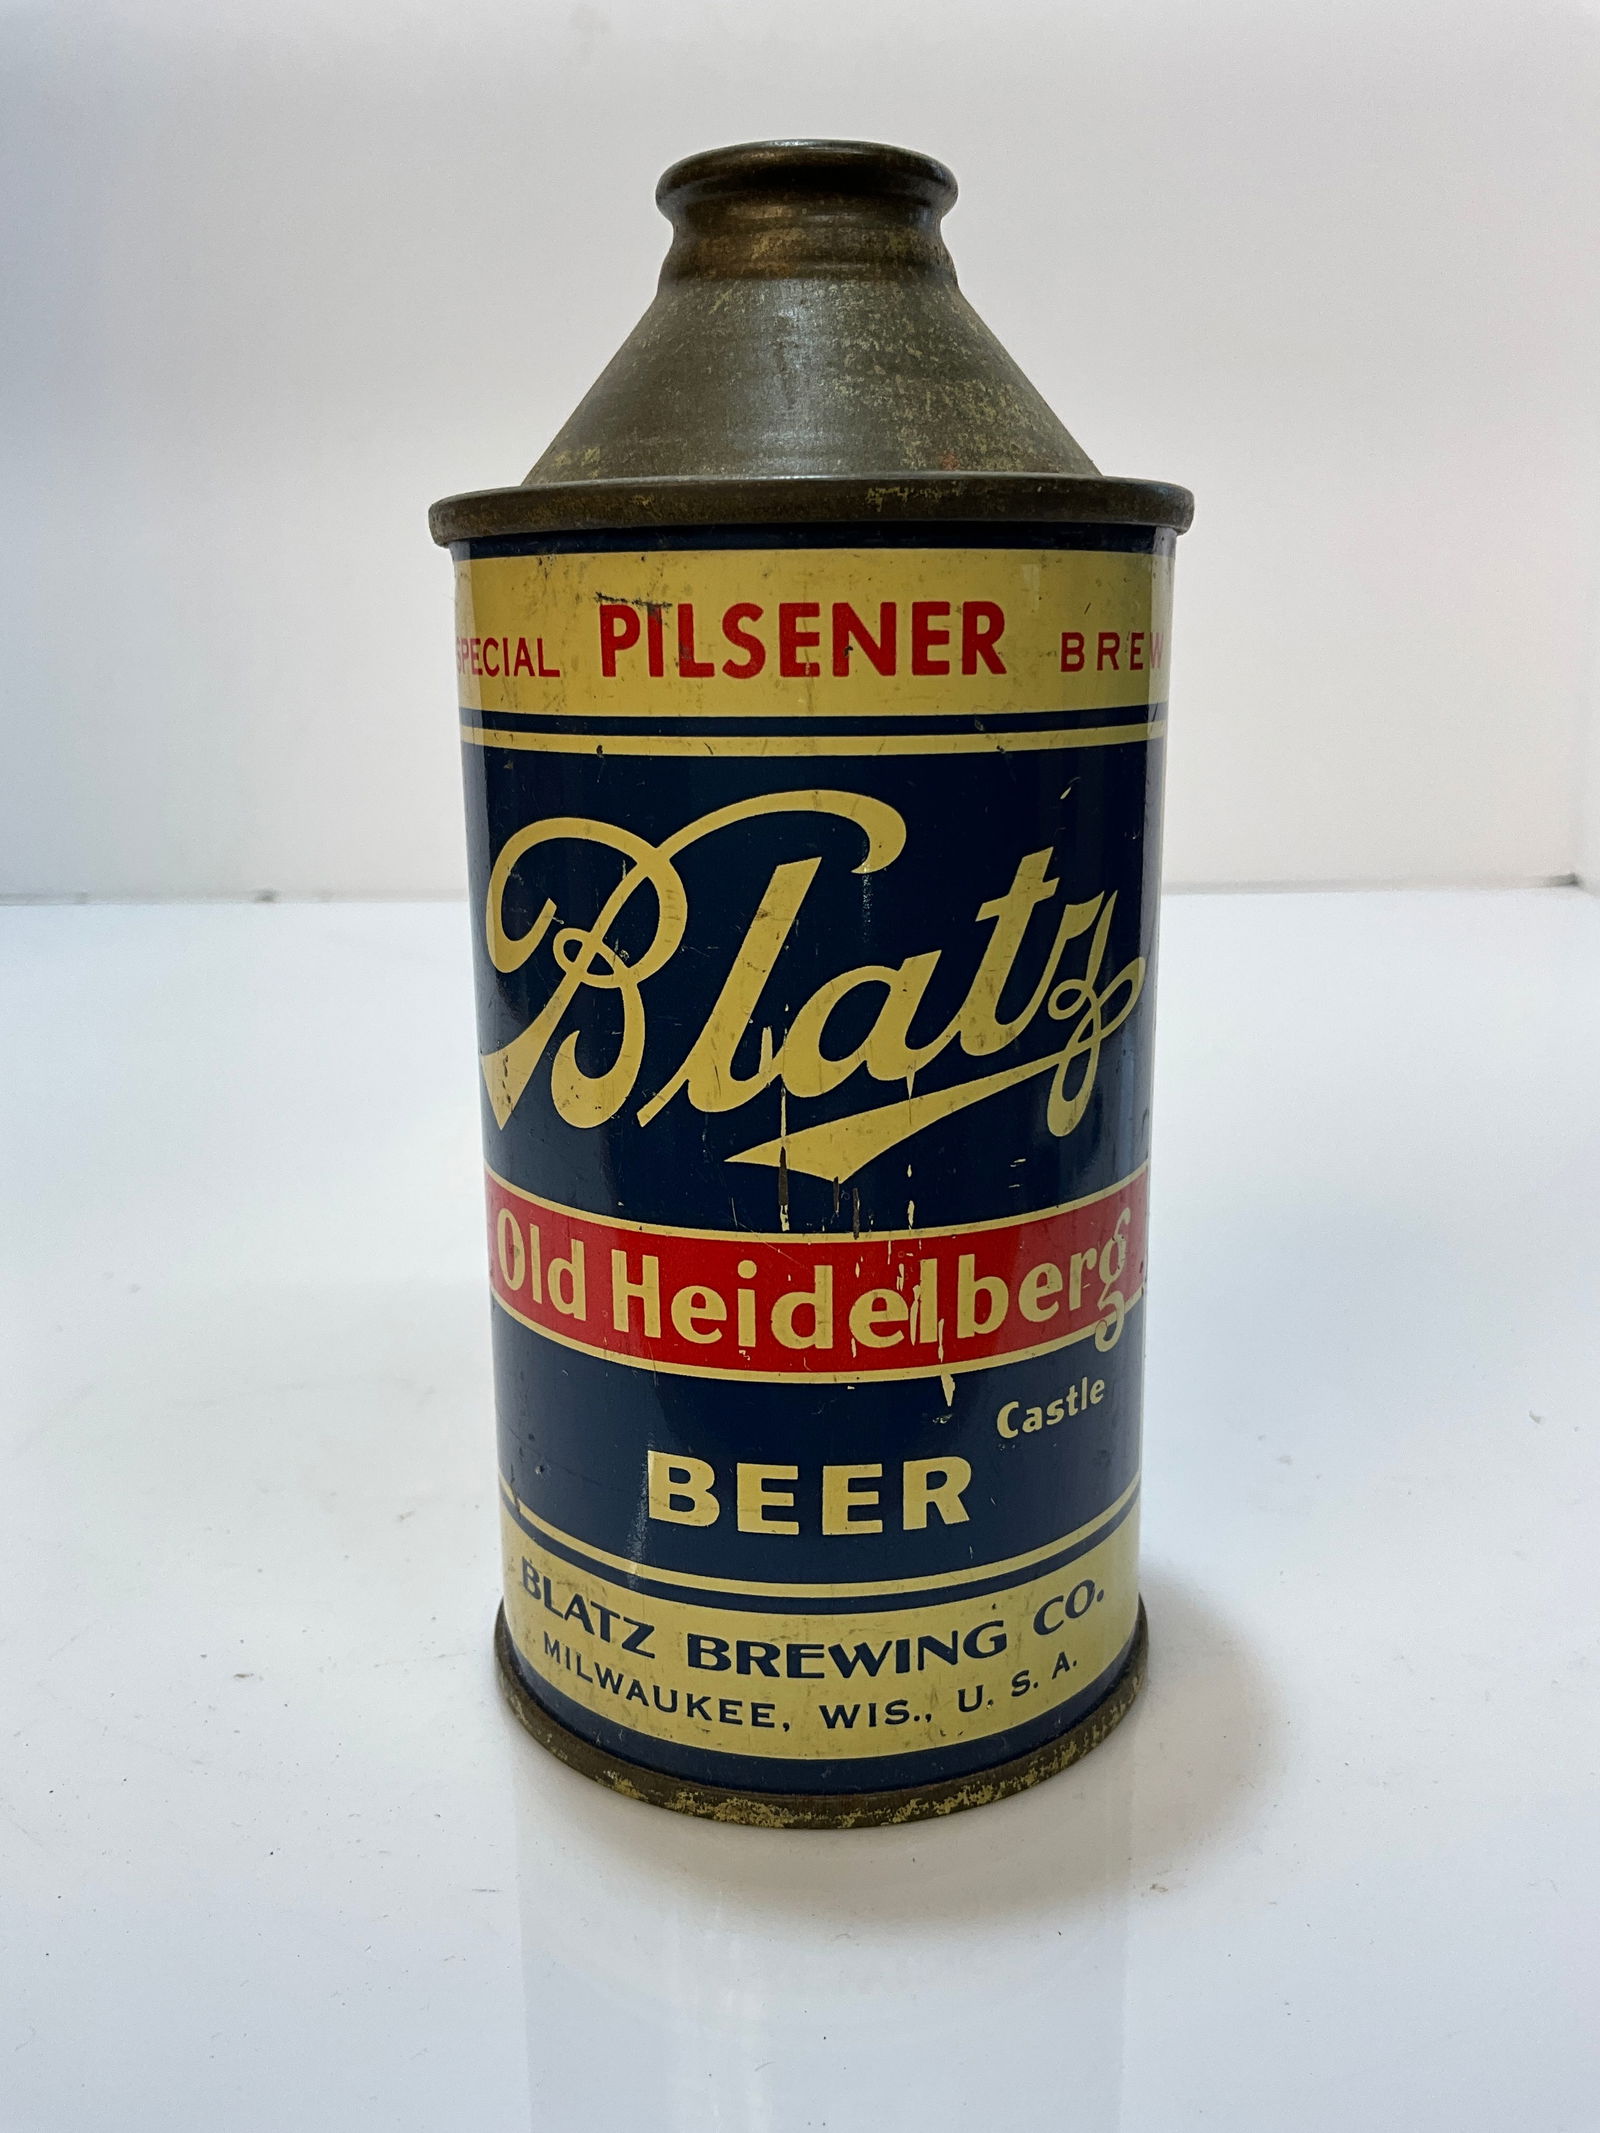 SPECIAL PILSENER BREW
Blatz
Old Heidelberg
Castle
BEER
BLATZ BREWING CO.
MILWAUKEE, WIS., U. S. A.